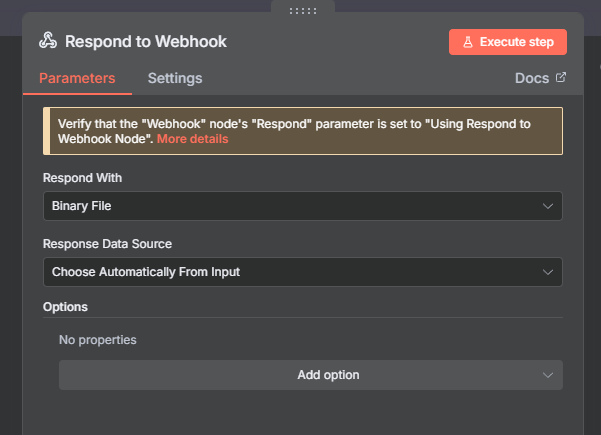 Respond to Webhook
Execute step
Parameters
Settings
Docs
Verify that the "Webhook" node's "Respond" parameter is set to "Using Respond to
Webhook Node". More details
Respond With
Binary File
Response Data Source
Choose Automatically From Input
Options
No properties
Add option